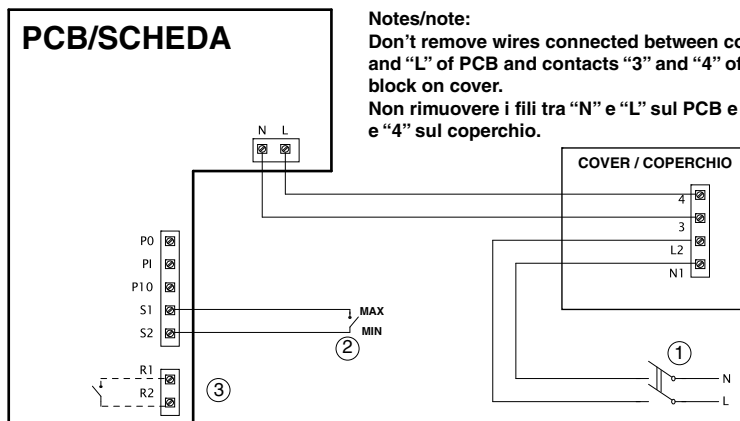 PCB/SCHEDA
Notes/note:
Don't remove wires connected between
and “L” of PCB and contacts “3” and “4” of
block on cover.
Non rimuovere i fili tra “N” e “L” sul PCB e
e “4” sul coperchio.
N L
COVER / COPERCHIO
4
3
L2
N1
P0
PI
P10
S1
S2
MAX
MIN
2
R1
R2
3
1
N
L